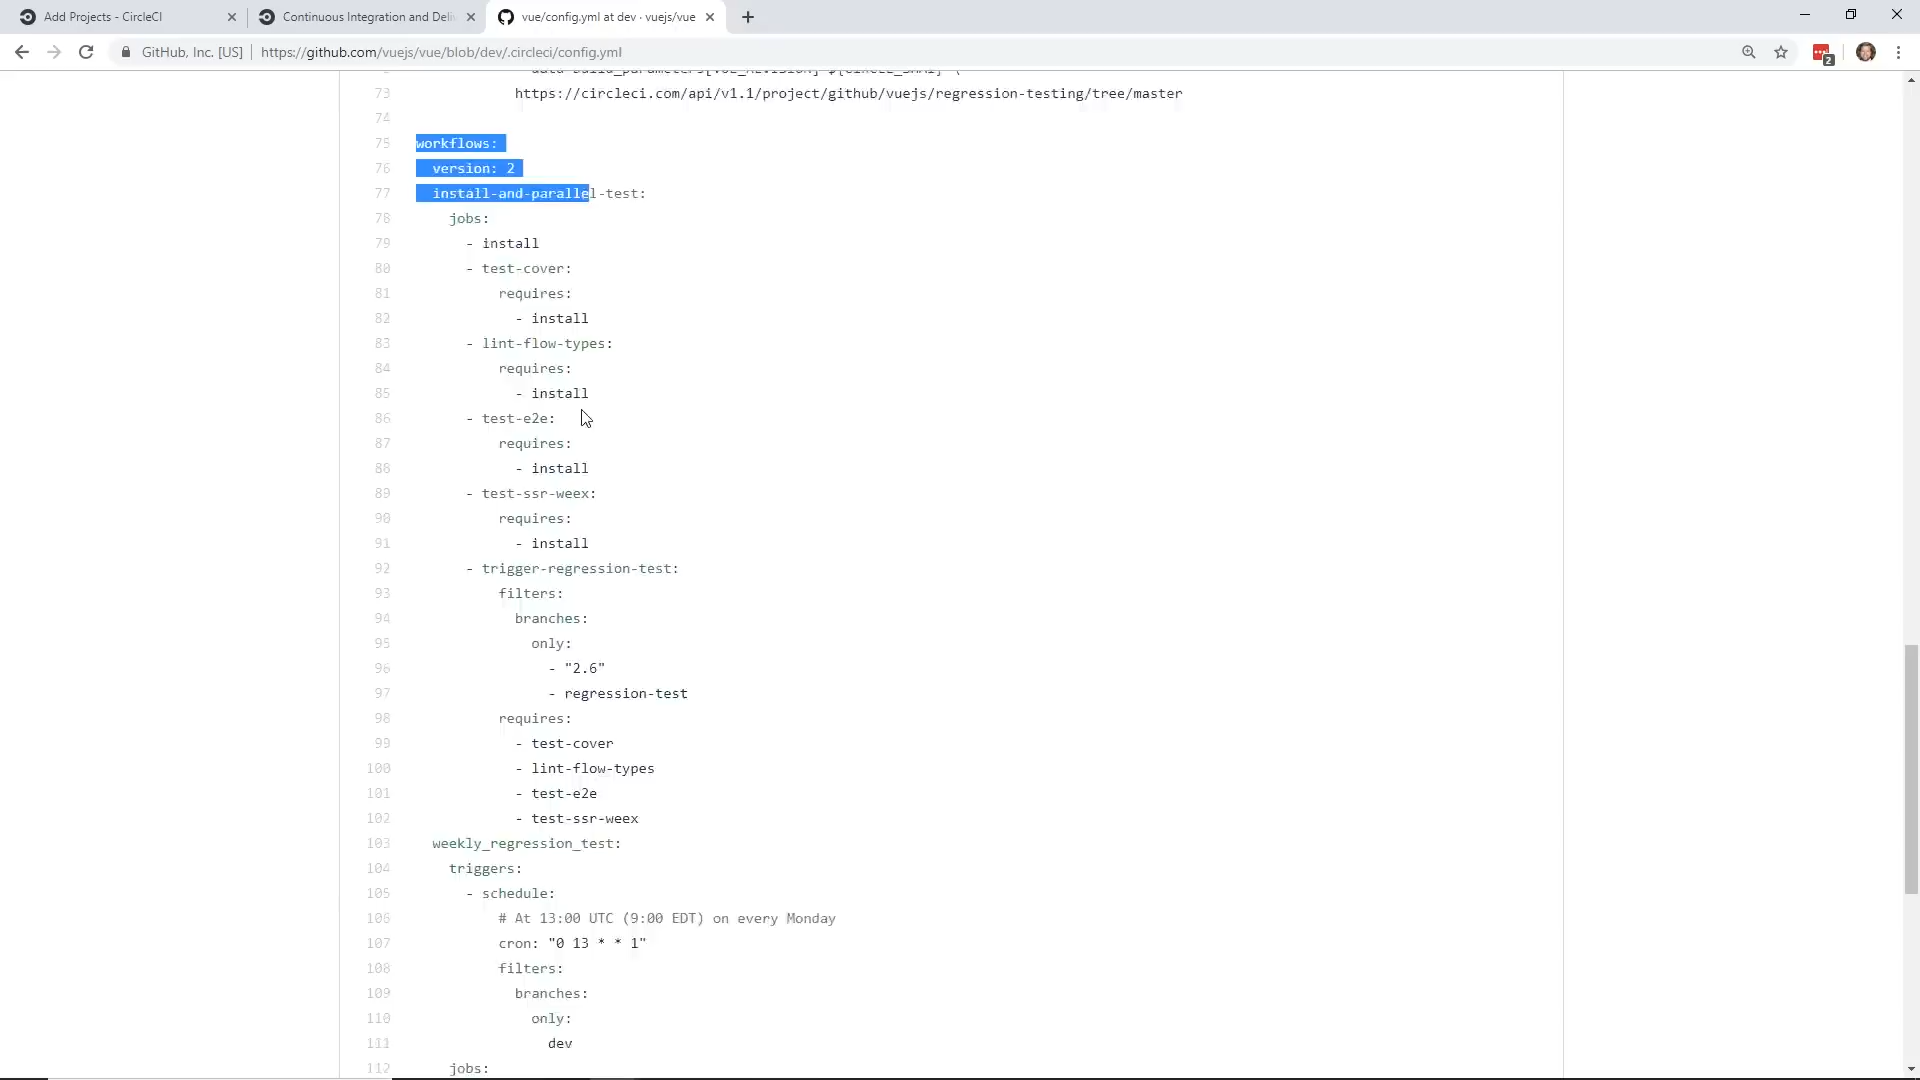 Add Projects - CircleCI
Continuous Integration and Deli
vue/config.yml at dev · vuejs/vue
GitHub, Inc. [US]
https://github.com/vuejs/vue/blob/dev/.circleci/config.yml
2
73 https://circleci.com/api/v1.1/project/github/vuejs/regression-testing/tree/master
74
75 workflows:
76 version: 2
77 install-and-parallel-test:
78 jobs:
79 - install
80 - test-cover:
81 requires:
82 - install
83 - lint-flow-types:
84 requires:
85 - install
86 - test-e2e:
87 requires:
88 - install
89 - test-ssr-weex:
90 requires:
91 - install
92 - trigger-regression-test:
93 filters:
94 branches:
95 only:
96 - "2.6"
97 - regression-test
98 requires:
99 - test-cover
100 - lint-flow-types
101 - test-e2e
102 - test-ssr-weex
103 weekly_regression_test:
104 triggers:
105 - schedule:
106 # At 13:00 UTC (9:00 EDT) on every Monday
107 cron: "0 13 * * 1"
108 filters:
109 branches:
110 only:
111 dev
112 jobs: